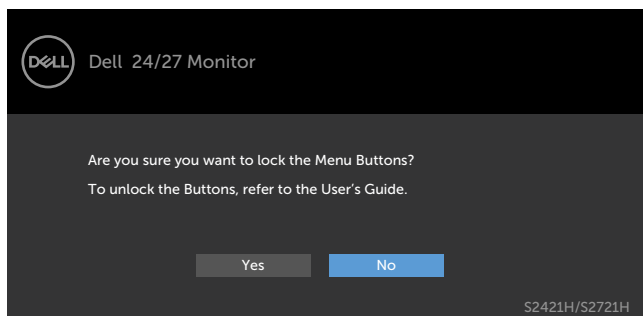 DELL
Dell 24/27 Monitor
Are you sure you want to lock the Menu Buttons?
To unlock the Buttons, refer to the User’s Guide.
Yes No
S2421H/S2721H